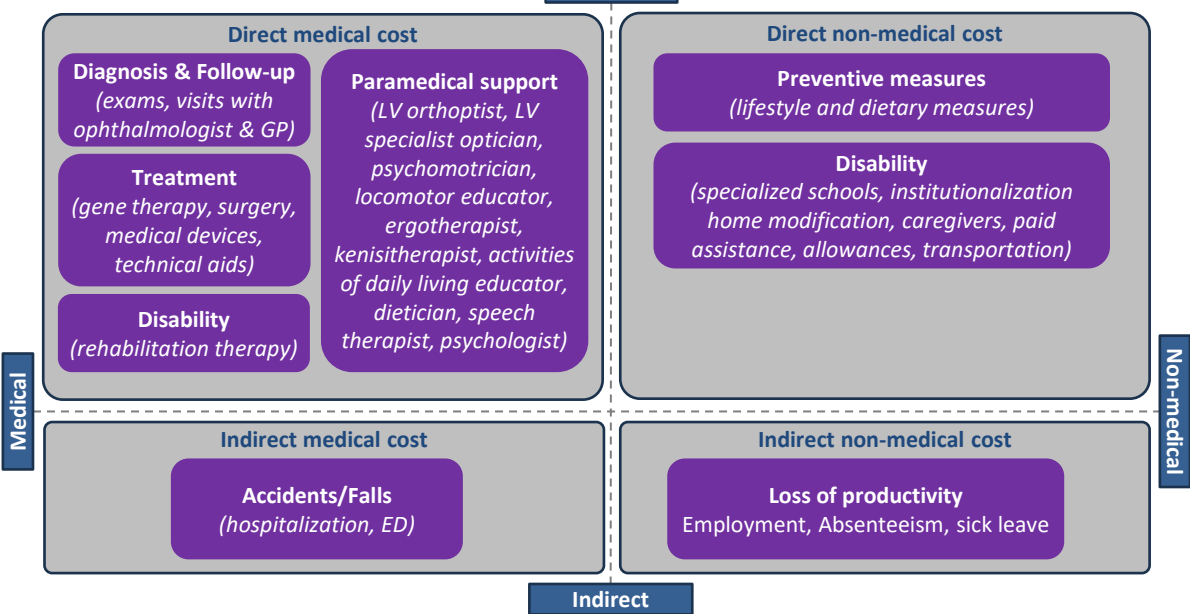 Direct medical cost
Diagnosis & Follow-up
(exams, visits with
ophthalmologist & GP)
Treatment
(gene therapy, surgery,
medical devices,
technical aids)
Disability
(rehabilitation therapy)
Paramedical support
(LV orthoptist, LV
specialist optician,
psychomotrician,
locomotor educator,
ergotherapist,
kenisitherapist, activities
of daily living educator,
dietician, speech
therapist, psychologist)
Direct non-medical cost
Preventive measures
(lifestyle and dietary measures)
Disability
(specialized schools, institutionalization
home modification, caregivers, paid
assistance, allowances, transportation)
Medical
Non-medical
Indirect medical cost
Accidents/Falls
(hospitalization, ED)
Indirect non-medical cost
Loss of productivity
Employment, Absenteeism, sick leave
Indirect